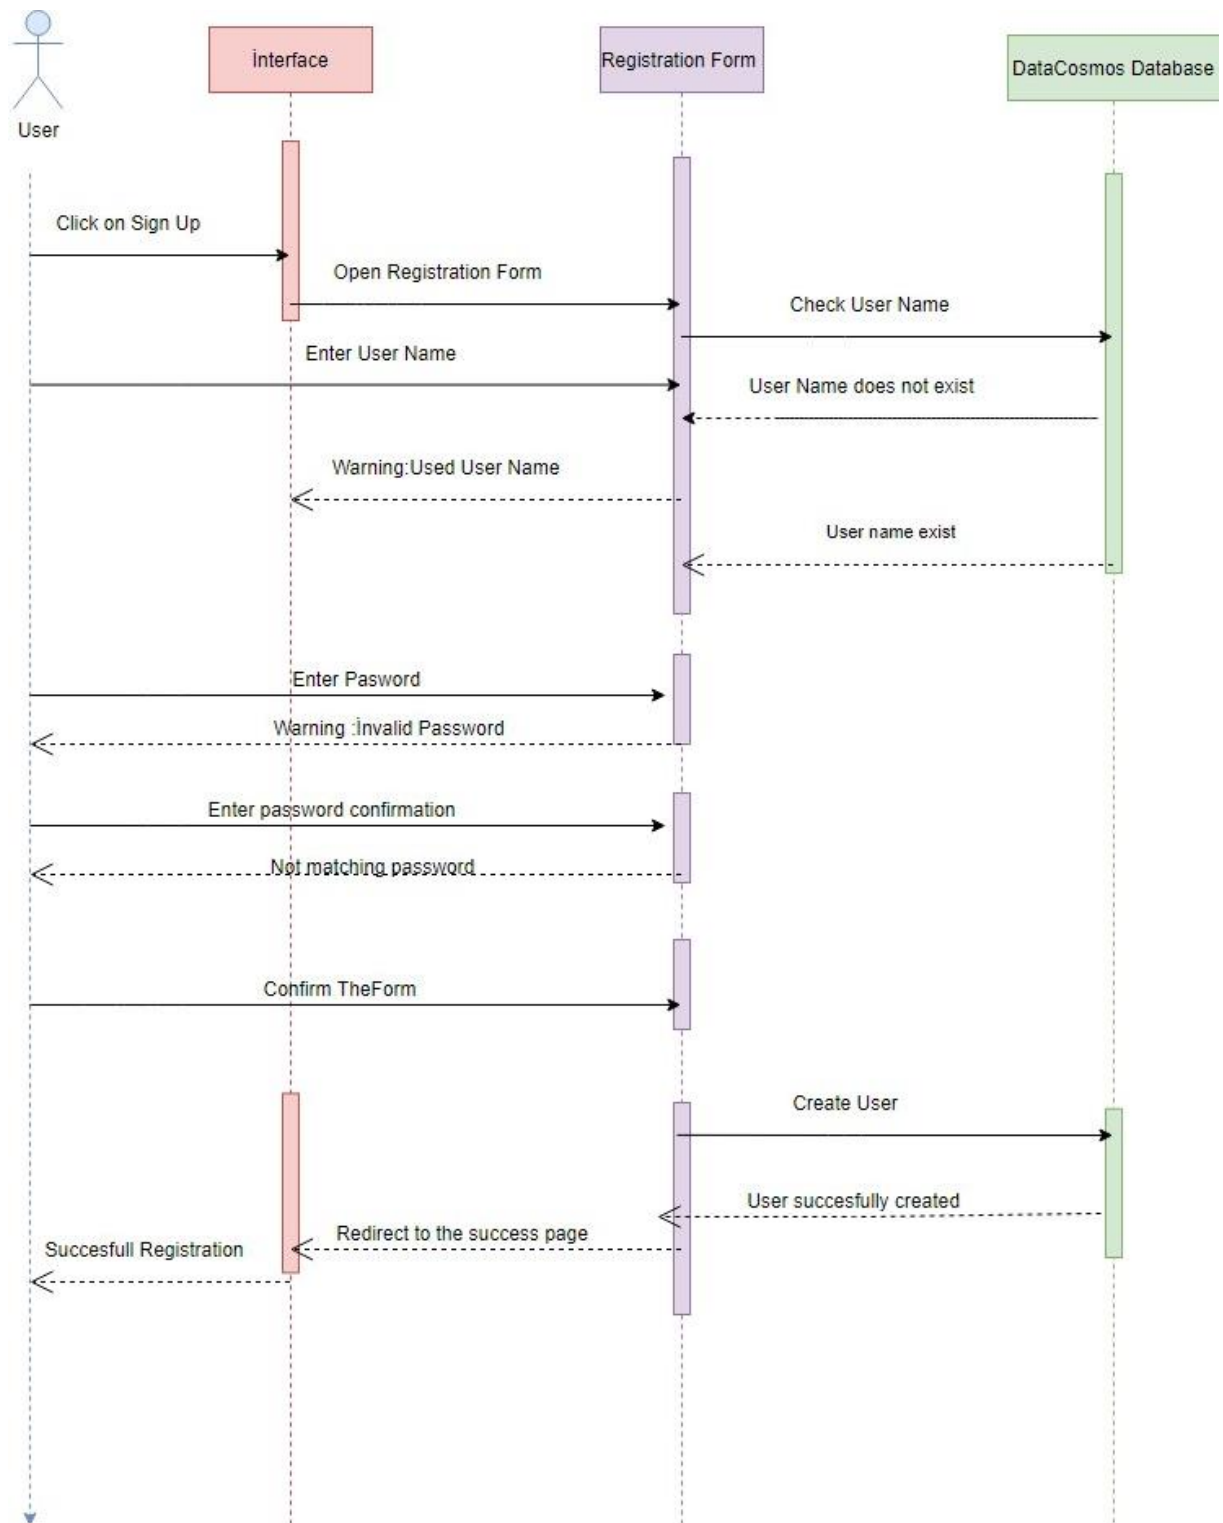 İnterface
Registration Form
DataCosmos Database
User
Click on Sign Up
Open Registration Form
Check User Name
Enter User Name
User Name does not exist
Warning:Used User Name
User name exist
Enter Pasword
Warning :İnvalid Password
Enter password confirmation
Not matching password
Confirm TheForm
Create User
User succesfully created
Redirect to the success page
Succesfull Registration